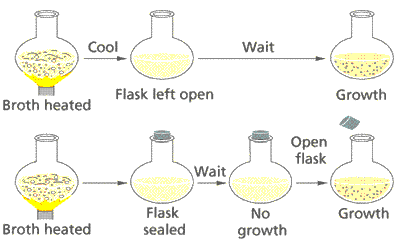 Cool
Wait
Broth heated
Flask left open
Growth
Wait
Open
flask
Broth heated
Flask
sealed
No
growth
Growth